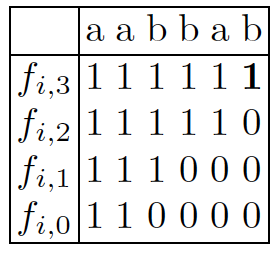 a a b b a b
f_{i,3} 1 1 1 1 1 1
f_{i,2} 1 1 1 1 1 0
f_{i,1} 1 1 1 0 0 0
f_{i,0} 1 1 0 0 0 0